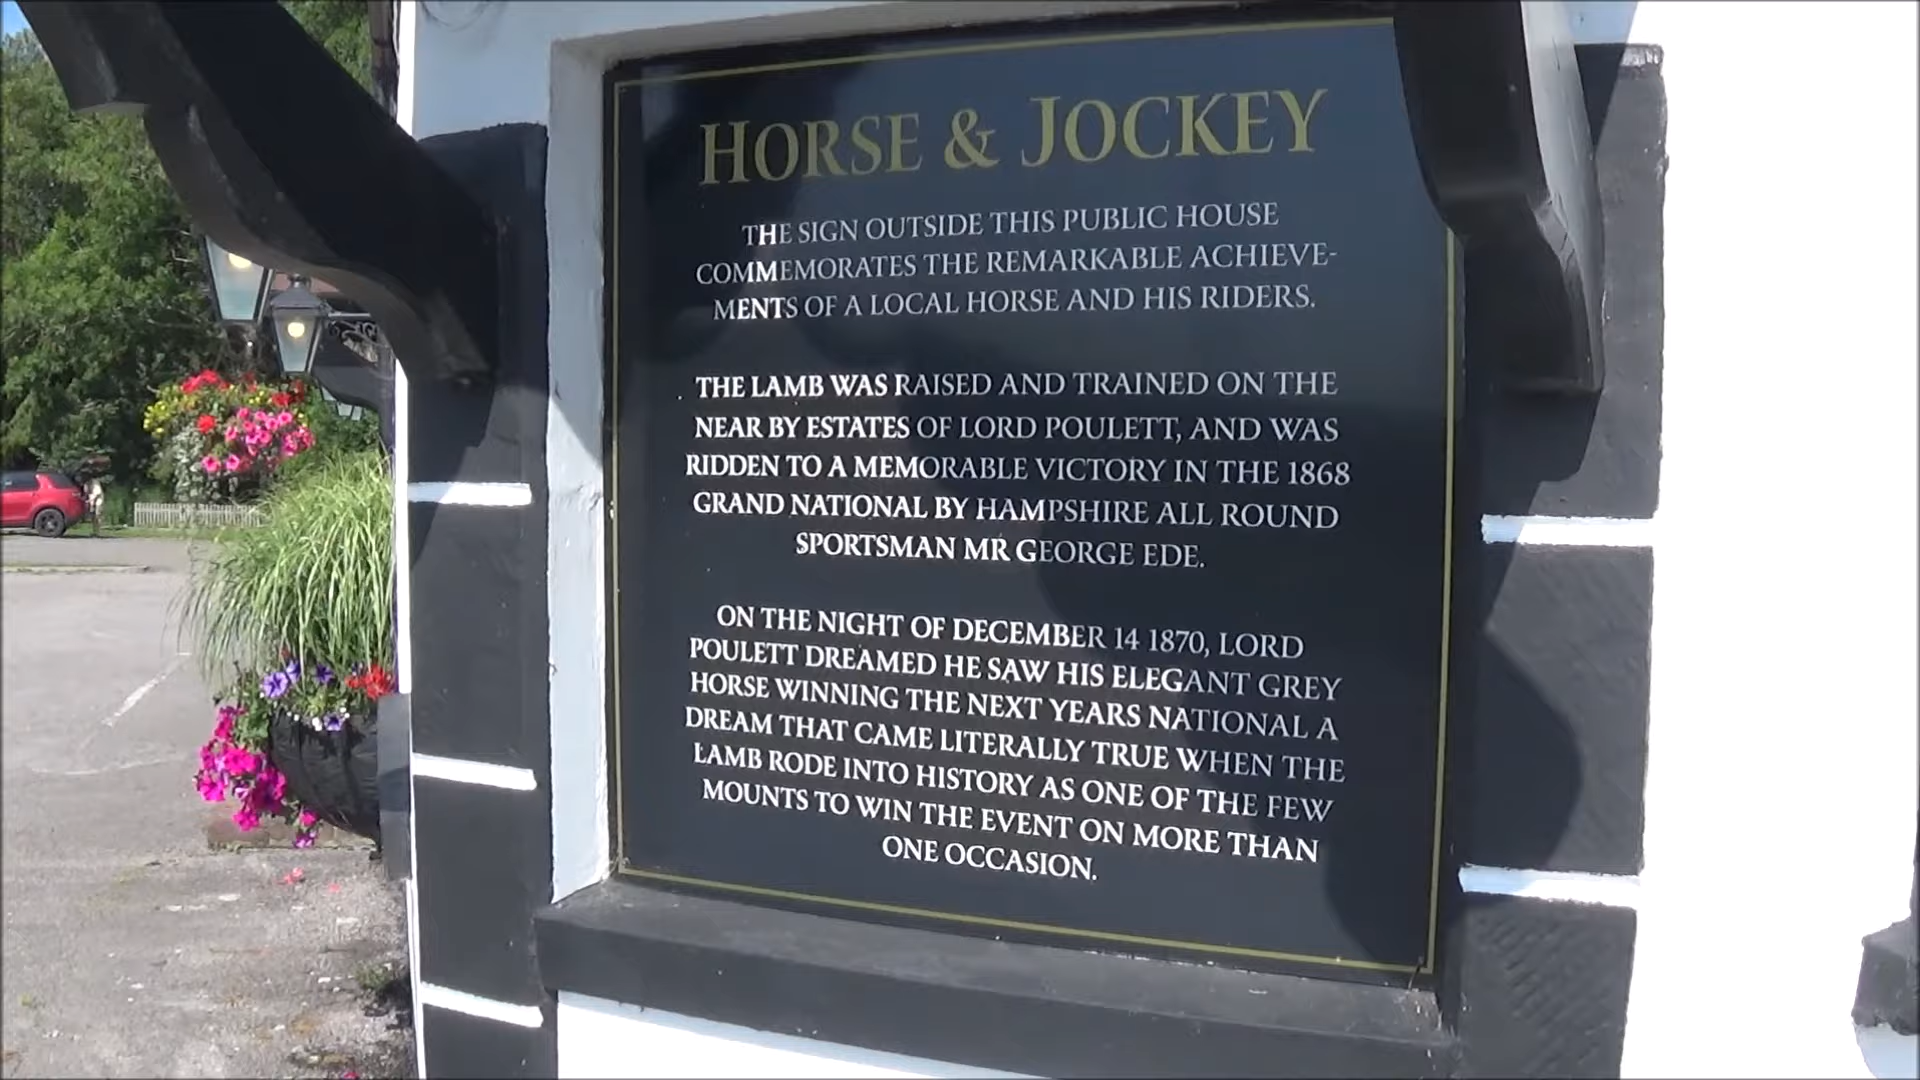 HORSE & JOCKEY
THE SIGN OUTSIDE THIS PUBLIC HOUSE
COMMEMORATES THE REMARKABLE ACHIEVE-
MENTS OF A LOCAL HORSE AND HIS RIDERS.
THE LAMB WAS RAISED AND TRAINED ON THE
NEAR BY ESTATES OF LORD POULETT, AND WAS
RIDDEN TO A MEMORABLE VICTORY IN THE 1868
GRAND NATIONAL BY HAMPSHIRE ALL ROUND
SPORTSMAN MR GEORGE EDE.
ON THE NIGHT OF DECEMBER 14 1870, LORD
POULETT DREAMED HE SAW HIS ELEGANT GREY
HORSE WINNING THE NEXT YEARS NATIONAL A
DREAM THAT CAME LITERALLY TRUE WHEN THE
LAMB RODE INTO HISTORY AS ONE OF THE FEW
MOUNTS TO WIN THE EVENT ON MORE THAN
ONE OCCASION.